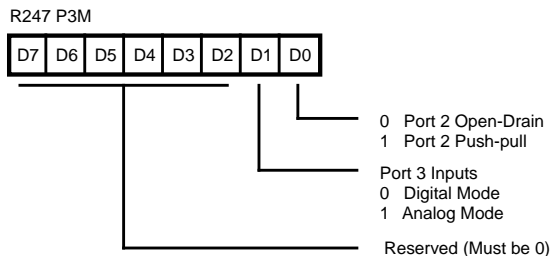 R247 P3M
D7 D6 D5 D4 D3 D2 D1 D0
0 Port 2 Open-Drain
1 Port 2 Push-pull
Port 3 Inputs
0 Digital Mode
1 Analog Mode
Reserved (Must be 0)